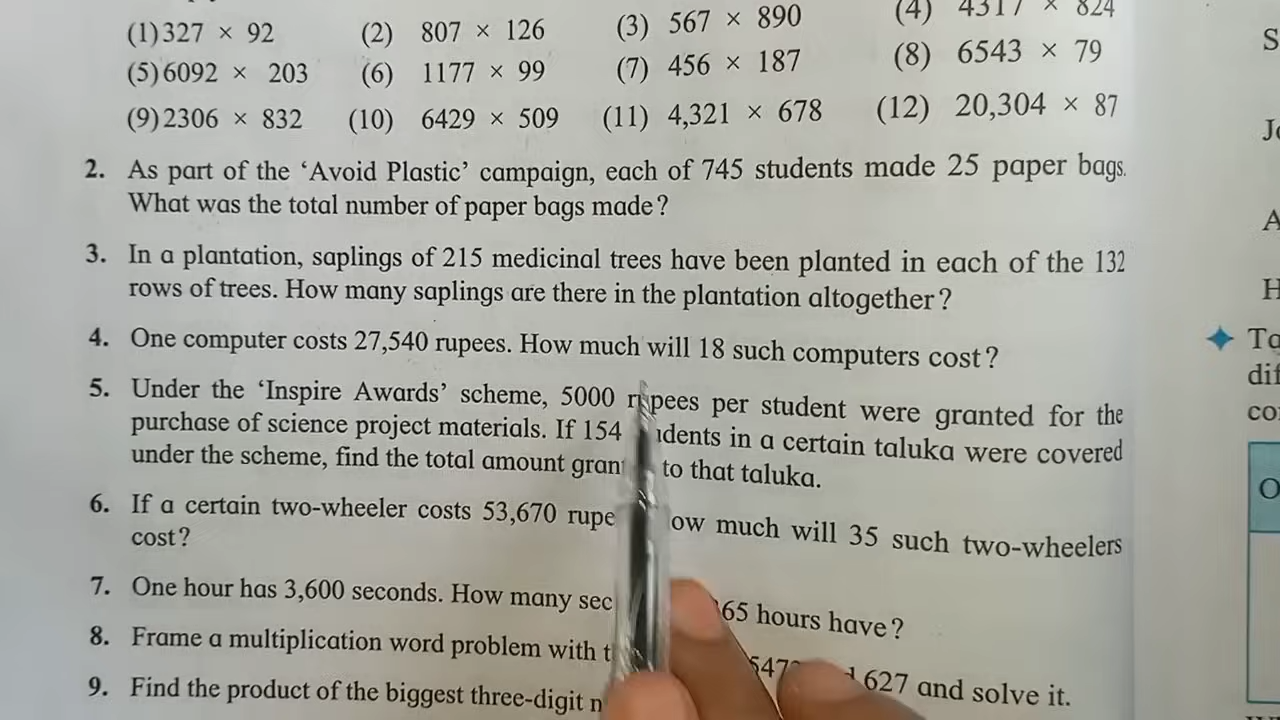 (1)327 × 92 (2) 807 × 126 (3) 567 × 890 (4) 4317 × 824
(5)6092 × 203 (6) 1177 × 99 (7) 456 × 187 (8) 6543 × 79
(9)2306 × 832 (10) 6429 × 509 (11) 4,321 × 678 (12) 20,304 × 87
2. As part of the ‘Avoid Plastic’ campaign, each of 745 students made 25 paper bags.
What was the total number of paper bags made?
3. In a plantation, saplings of 215 medicinal trees have been planted in each of the 132
rows of trees. How many saplings are there in the plantation altogether?
4. One computer costs 27,540 rupees. How much will 18 such computers cost?
5. Under the ‘Inspire Awards’ scheme, 5000 rupees per student were granted for the
purchase of science project materials. If 154 udents in a certain taluka were covered
under the scheme, find the total amount gran to that taluka.
6. If a certain two-wheeler costs 53,670 rupe ow much will 35 such two-wheelers
cost?
7. One hour has 3,600 seconds. How many sec 65 hours have?
8. Frame a multiplication word problem with t 547 627 and solve it.
9. Find the product of the biggest three-digit n
S
A
H
To
dif
co
O